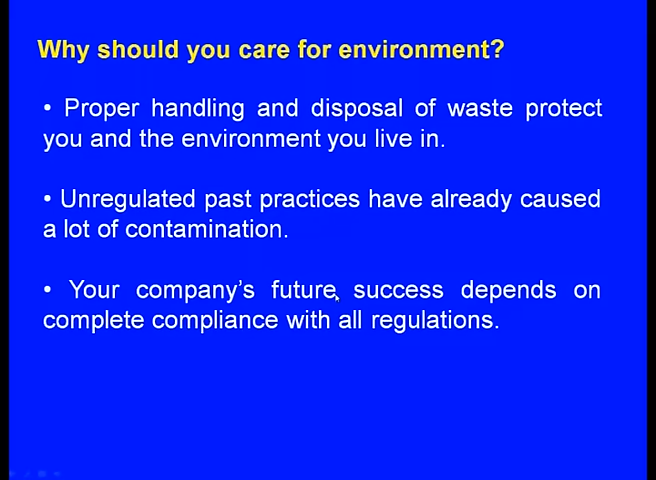 Why should you care for environment?
• Proper handling and disposal of waste protect
you and the environment you live in.
• Unregulated past practices have already caused
a lot of contamination.
• Your company's future success depends on
complete compliance with all regulations.